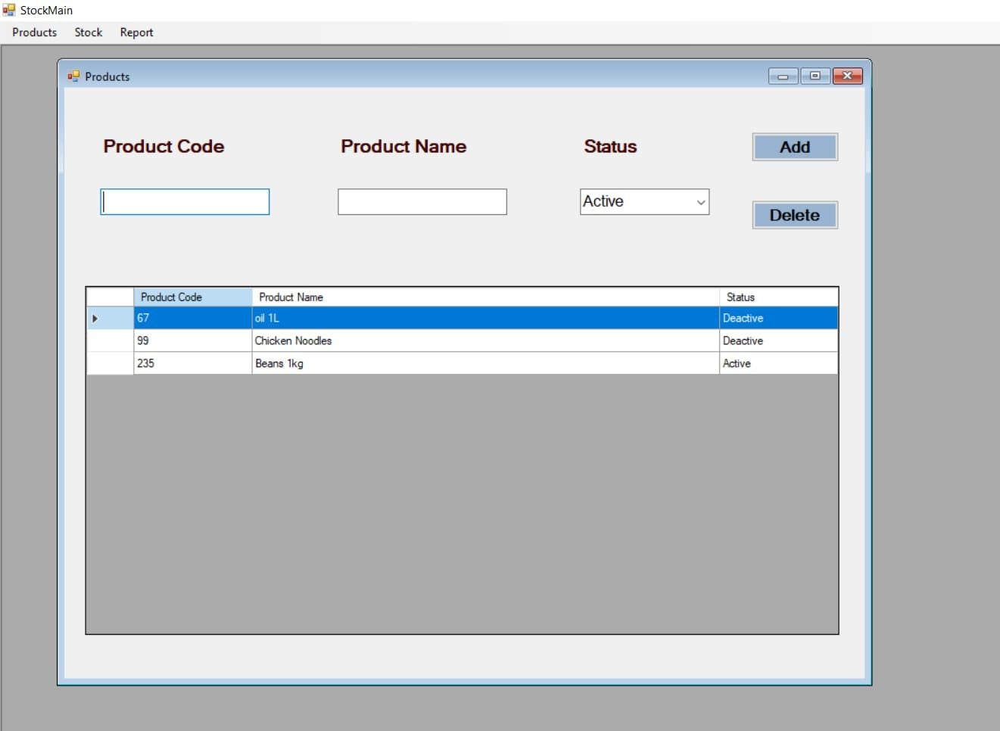 StockMain
Products Stock Report
Products
Product Code Product Name Status Add
Active
Delete
Product Code Product Name Status
67 oil 1L Deactive
99 Chicken Noodles Deactive
235 Beans 1kg Active